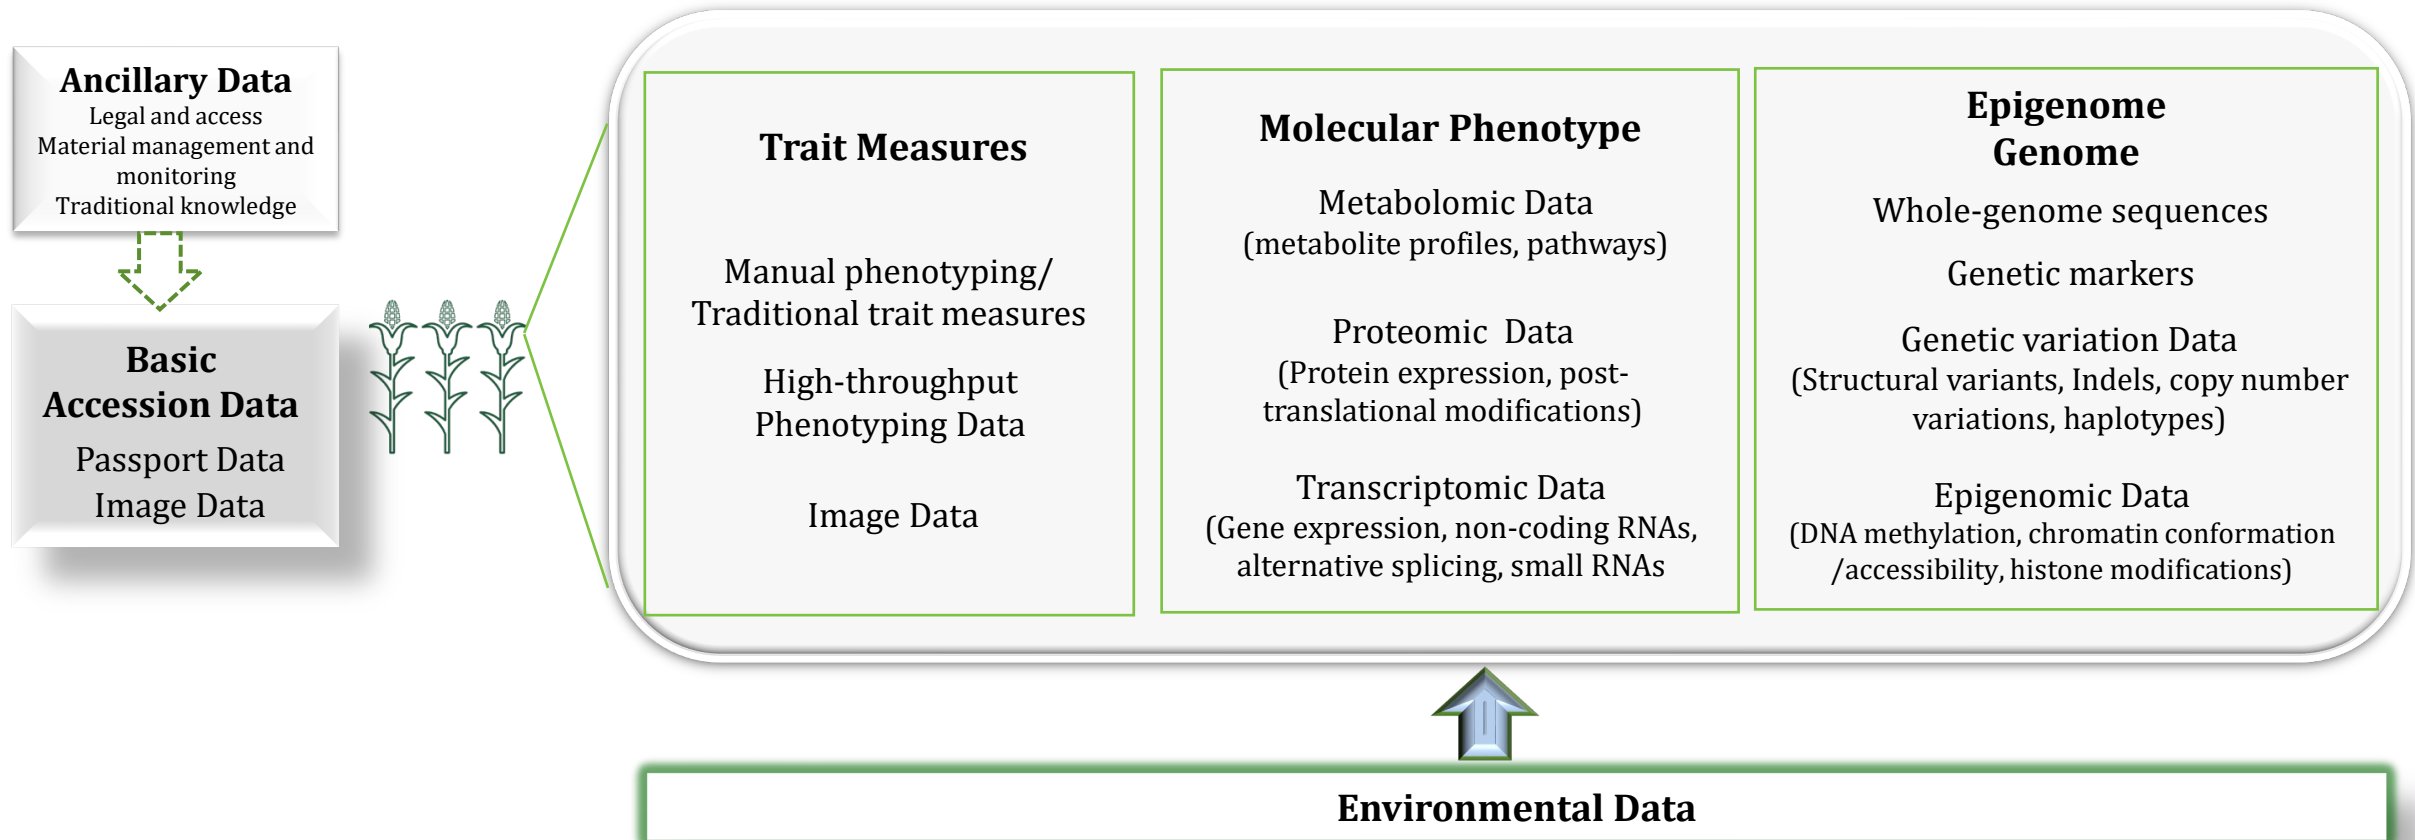 Ancillary Data
Legal and access
Material management and
monitoring
Traditional knowledge
Basic
Accession Data
Passport Data
Image Data
Trait Measures
Manual phenotyping/
Traditional trait measures
High-throughput
Phenotyping Data
Image Data
Molecular Phenotype
Metabolomic Data
(metabolite profiles, pathways)
Proteomic Data
(Protein expression, post-
translational modifications)
Transcriptomic Data
(Gene expression, non-coding RNAs,
alternative splicing, small RNAs
Epigenome
Genome
Whole-genome sequences
Genetic markers
Genetic variation Data
(Structural variants, Indels, copy number
variations, haplotypes)
Epigenomic Data
(DNA methylation, chromatin conformation
/accessibility, histone modifications)
Environmental Data